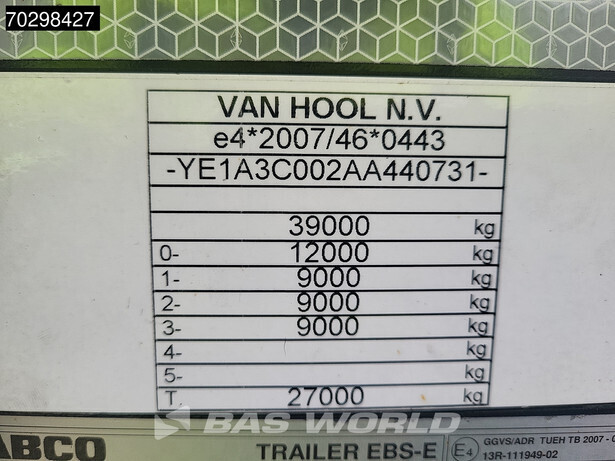 70298427
VAN HOOL N.V.
e4*2007/46*0443
-YE1A3C002AA440731-
39000 kg
0- 12000 kg
1- 9000 kg
2- 9000 kg
3- 9000 kg
4- kg
5- kg
T. 27000 kg
BAS WORLD
ABCO TRAILER EBS-E E4 GGVS/ADR TUEH TB 2007 -
13R-111949-02